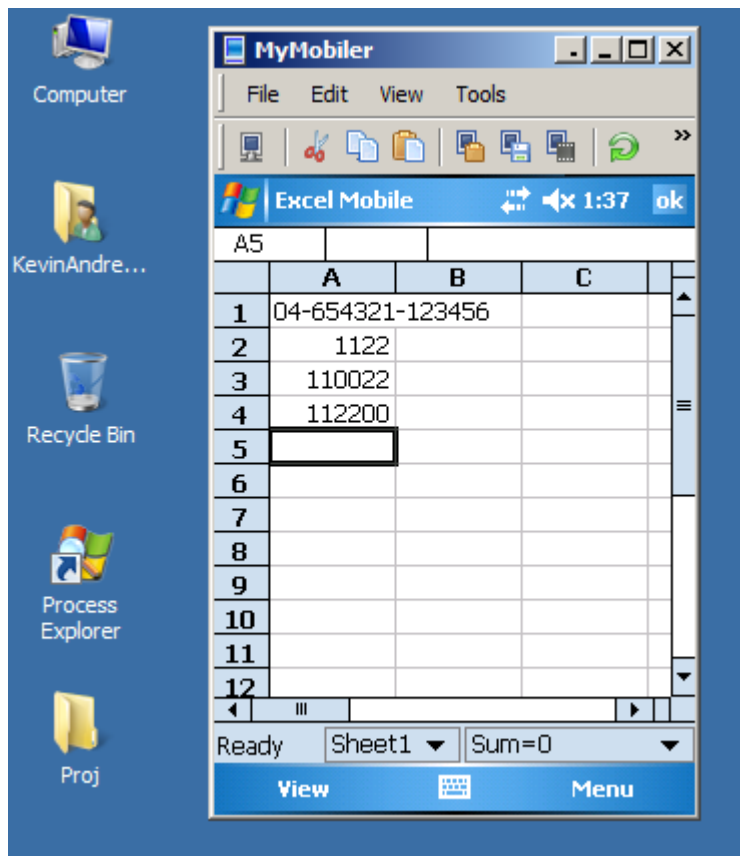 Computer
KevinAndre...
Recycle Bin
Process
Explorer
Proj
MyMobiler
File Edit View Tools
»
Excel Mobile 1:37 ok
A5
A B C
1 04-654321-123456
2 1122
3 110022
4 112200
5
6
7
8
9
10
11
12
Ready Sheet1 Sum=0
View Menu